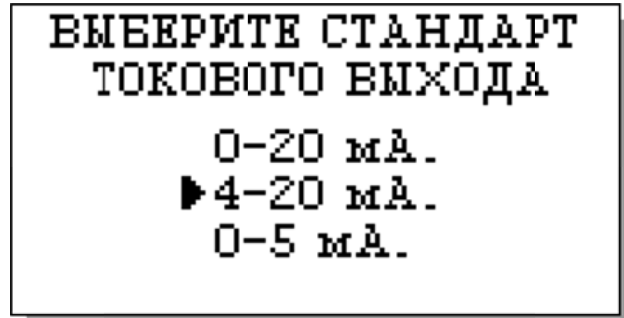 ВЫБЕРИТЕ СТАНДАРТ
ТОКОВОГО ВЫХОДА
0-20 мА.
4-20 мА.
0-5 мА.